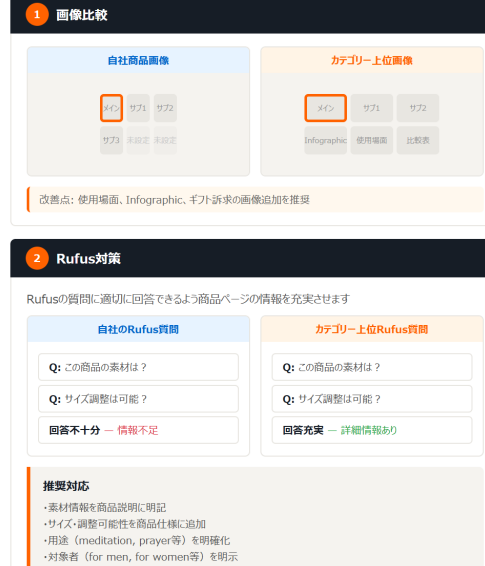 1 画像比較
自社商品画像
カテゴリー上位画像
メイン サブ1 サブ2
サブ3 未設定 未設定
メイン サブ1 サブ2
Infographic 使用場面 比較表
改善点: 使用場面、Infographic、ギフト訴求の画像追加を推奨
2 Rufus対策
Rufusの質問に適切に回答できるよう商品ページの情報を充実させます
自社のRufus質問
Q: この商品の素材は？
Q: サイズ調整は可能？
回答不十分 — 情報不足
カテゴリー上位Rufus質問
Q: この商品の素材は？
Q: サイズ調整は可能？
回答充実 — 詳細情報あり
推奨対応
・素材情報を商品説明に明記
・サイズ・調整可能性を商品仕様に追加
・用途（meditation, prayer等）を明確化
・対象者（for men, for women等）を明示